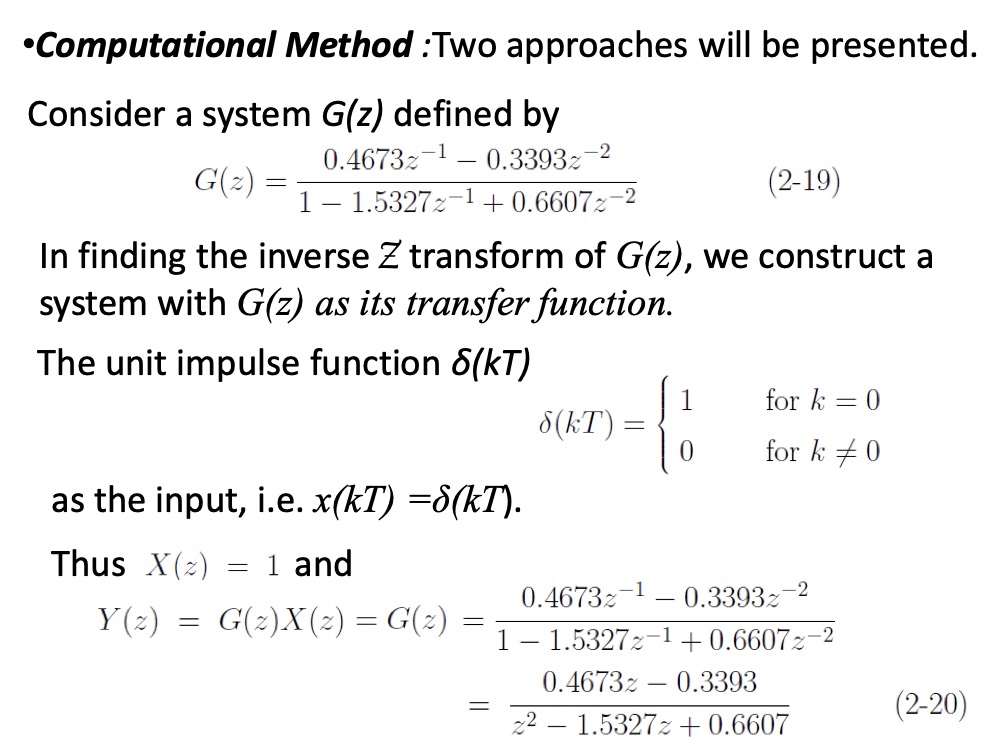 •Computational Method :Two approaches will be presented.
Consider a system G(z) defined by
G(z) = \frac{0.4673z^{-1} - 0.3393z^{-2}}{1 - 1.5327z^{-1} + 0.6607z^{-2}} (2-19)
In finding the inverse Z transform of G(z), we construct a
system with G(z) as its transfer function.
The unit impulse function δ(kT)
δ(kT) = { 1 for k = 0
0 for k ≠ 0
as the input, i.e. x(kT) =δ(kT).
Thus X(z) = 1 and
Y(z) = G(z)X(z) = G(z) = \frac{0.4673z^{-1} - 0.3393z^{-2}}{1 - 1.5327z^{-1} + 0.6607z^{-2}}
= \frac{0.4673z - 0.3393}{z^2 - 1.5327z + 0.6607} (2-20)